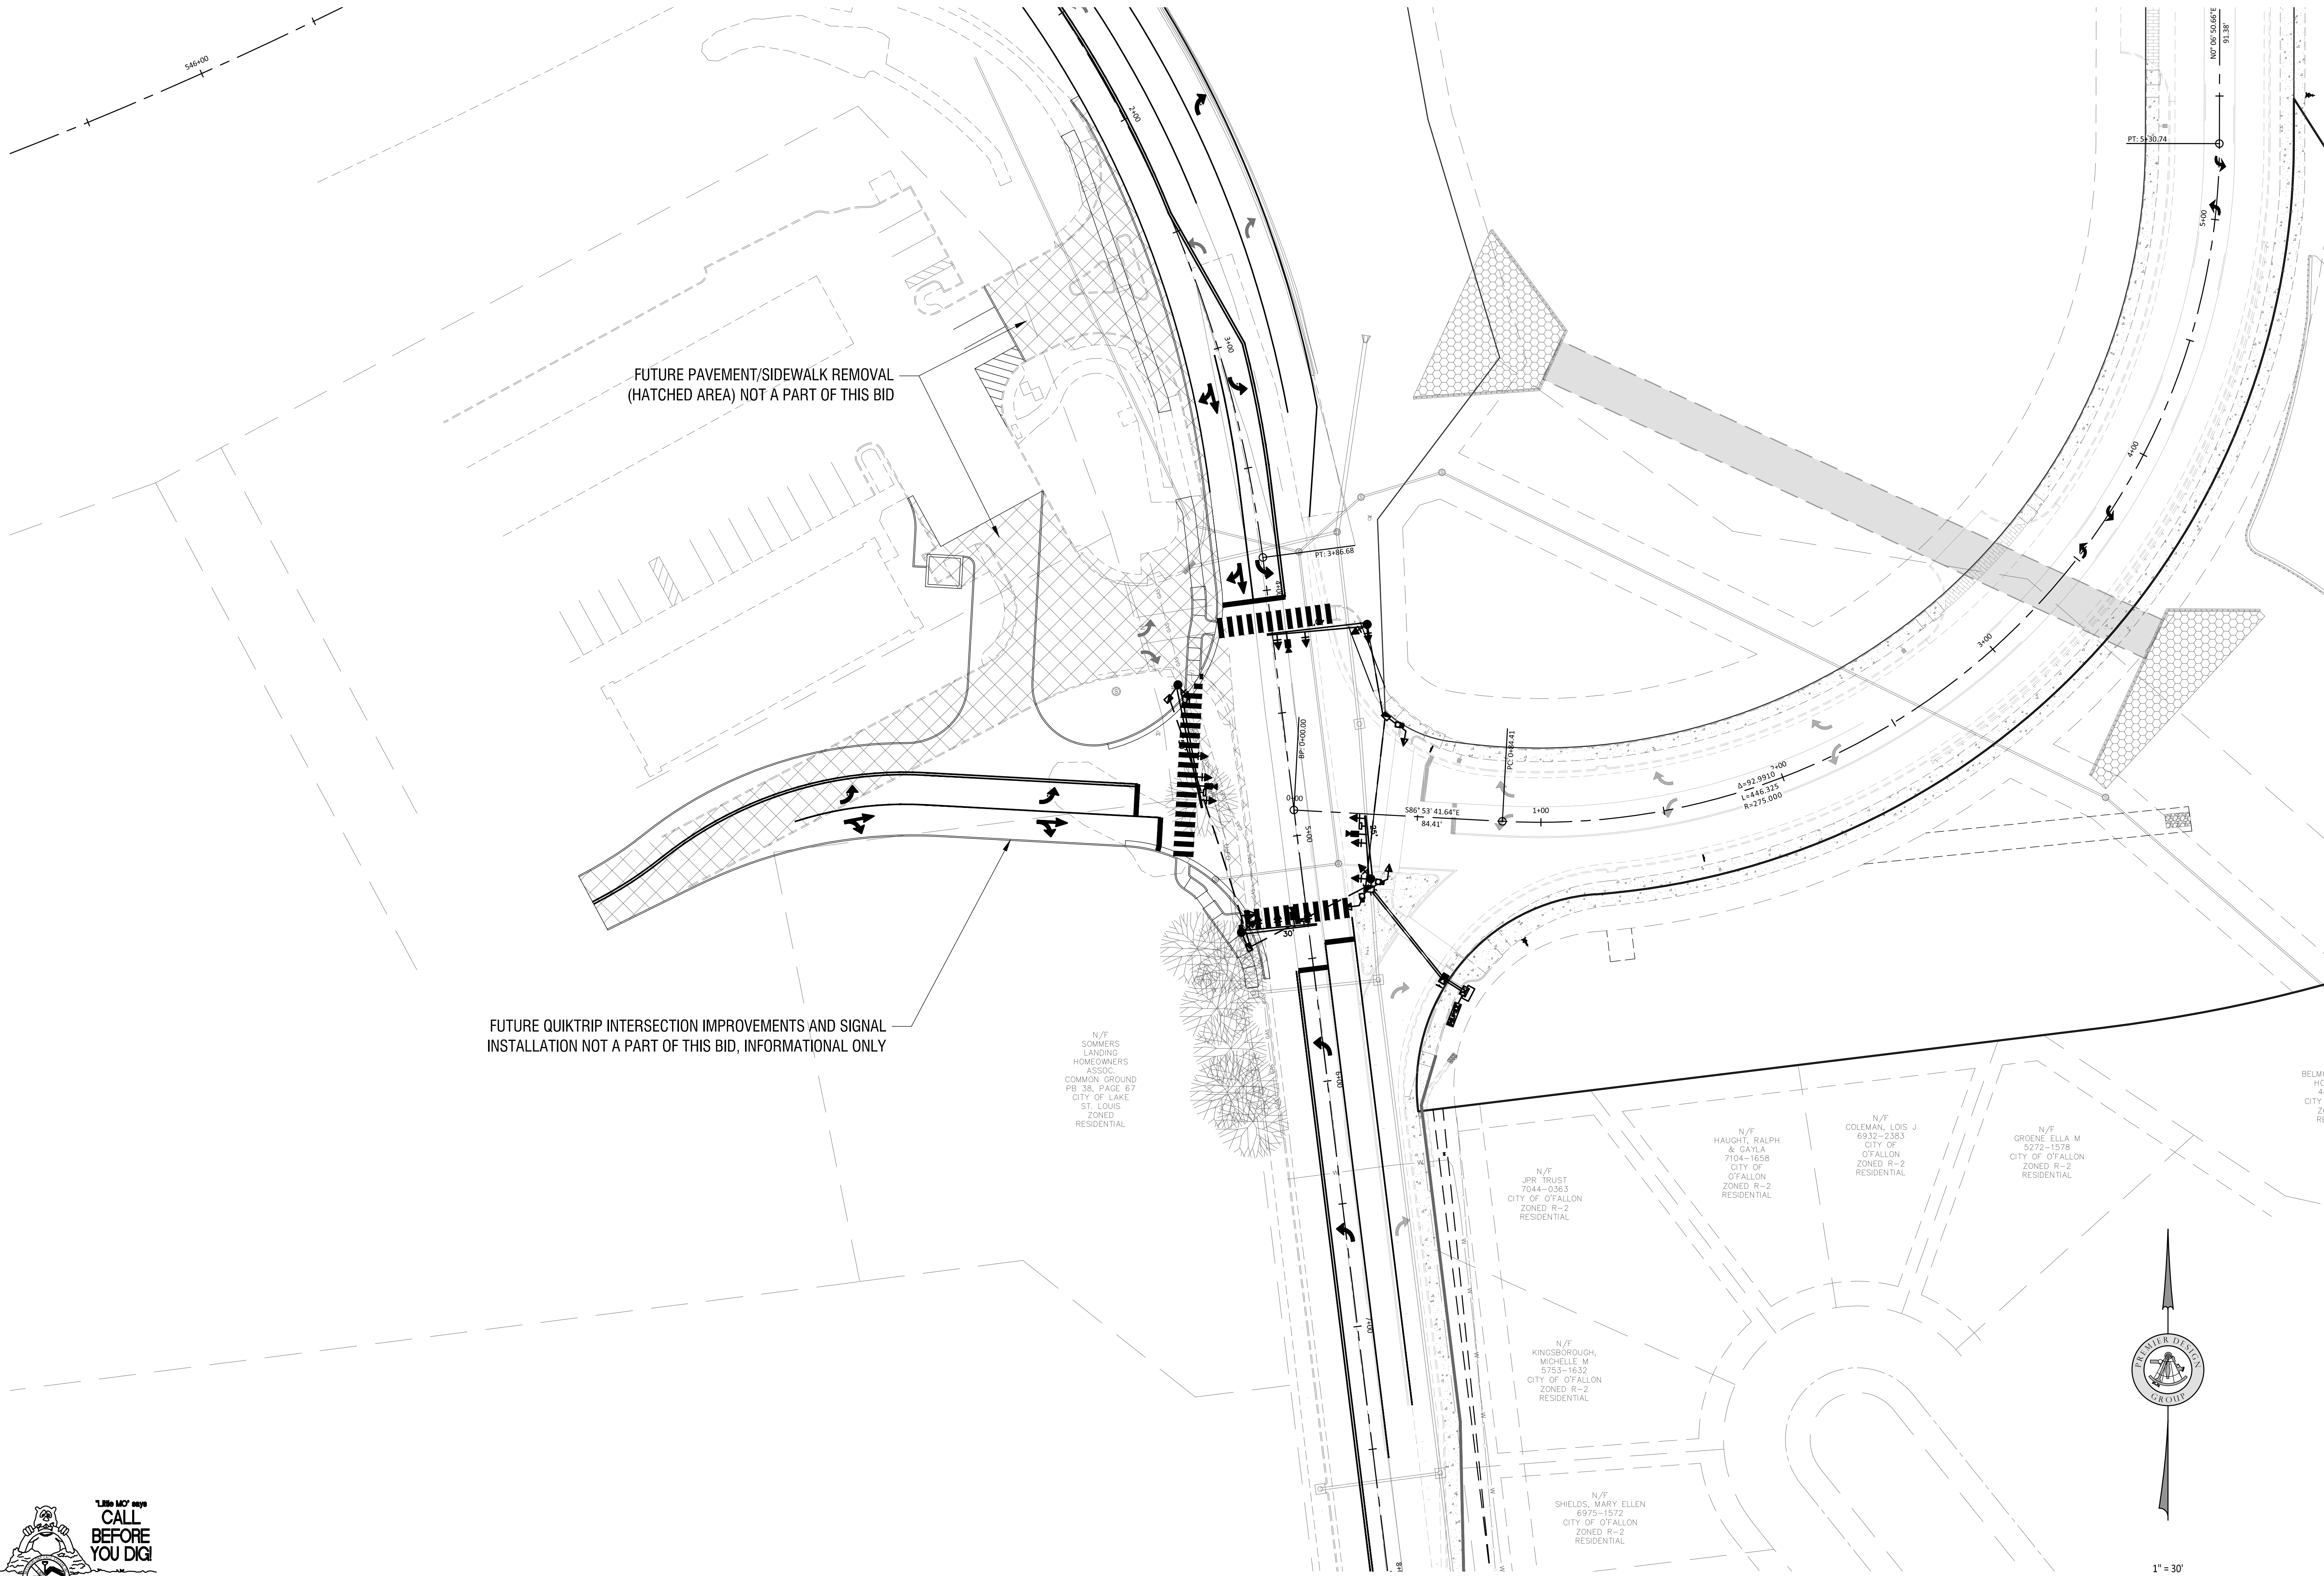 546+00
N0° 06' 50.66"E
91.38'
2+00
PT: 5+30.74
5+00
3+00
FUTURE PAVEMENT/SIDEWALK REMOVAL
(HATCHED AREA) NOT A PART OF THIS BID
4+00
PT: 3+86.68
4+00
3+00
BP: 0+00.00
PC: 0+84.41
2+00
Δ=92.9910
L=446.325
R=275.000
0+00
S86° 53' 41.64"E
84.41'
1+00
5+00
35'
30'
FUTURE QUIKTRIP INTERSECTION IMPROVEMENTS AND SIGNAL
INSTALLATION NOT A PART OF THIS BID, INFORMATIONAL ONLY
N/F
SOMMERS
LANDING
HOMEOWNERS
ASSOC.
COMMON GROUND
PB 38, PAGE 67
CITY OF LAKE
ST. LOUIS
ZONED
RESIDENTIAL
6+00
N/F
JPR TRUST
7044-0363
CITY OF O'FALLON
ZONED R-2
RESIDENTIAL
N/F
HAUGHT, RALPH
& GAYLA
7104-1658
CITY OF
O'FALLON
ZONED R-2
RESIDENTIAL
N/F
COLEMAN, LOIS J
6932-2383
CITY OF
O'FALLON
ZONED R-2
RESIDENTIAL
N/F
GROENE ELLA M
5272-1578
CITY OF O'FALLON
ZONED R-2
RESIDENTIAL
7+00
N/F
KINGSBOROUGH,
MICHELLE M
5753-1632
CITY OF O'FALLON
ZONED R-2
RESIDENTIAL
PREMIER DESIGN
GROUP
N/F
SHIELDS, MARY ELLEN
6975-1572
CITY OF O'FALLON
ZONED R-2
RESIDENTIAL
"Little MO" says
CALL
BEFORE
YOU DIG!
1" = 30'